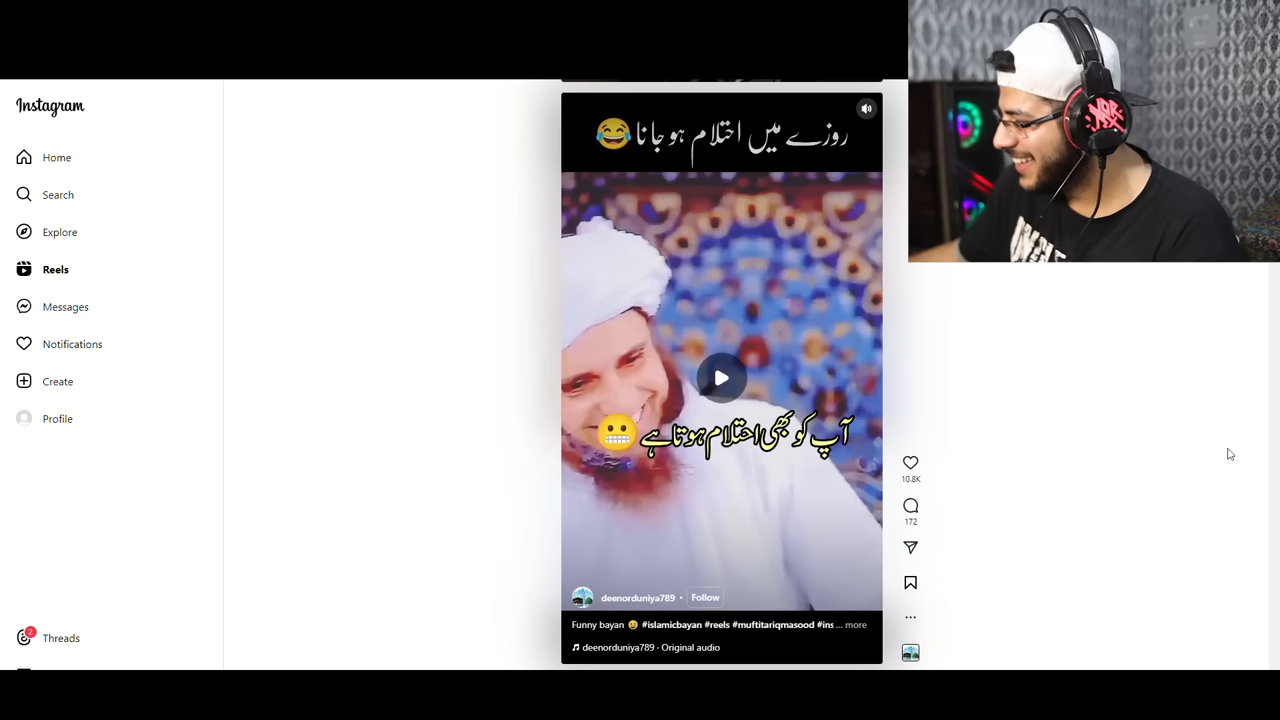 Instagram
Home
Search
Explore
Reels
Messages
Notifications
Create
Profile
2
Threads
روزے میں احتلام ہو جانا😂
آپ کو بھی احتلام ہوتا ہے 😬
deenorduniya789 • Follow
Funny bayan 😆 #islamicbayan #reels #muftitariqmasood #ins ... more
deenorduniya789 · Original audio
10.8K
172